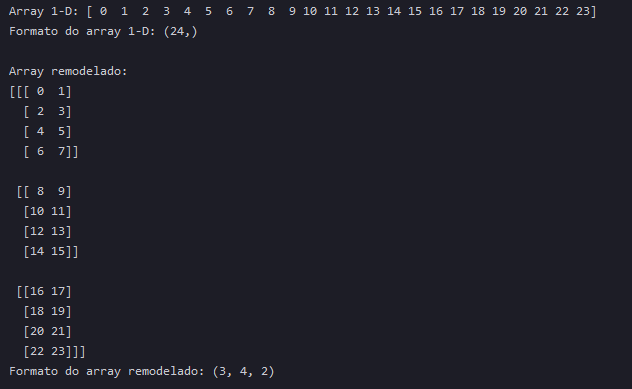 Array 1-D: [ 0  1  2  3  4  5  6  7  8  9 10 11 12 13 14 15 16 17 18 19 20 21 22 23]
Formato do array 1-D: (24,)

Array remodelado:
[[[ 0  1]
  [ 2  3]
  [ 4  5]
  [ 6  7]]

 [[ 8  9]
  [10 11]
  [12 13]
  [14 15]]

 [[16 17]
  [18 19]
  [20 21]
  [22 23]]]
Formato do array remodelado: (3, 4, 2)